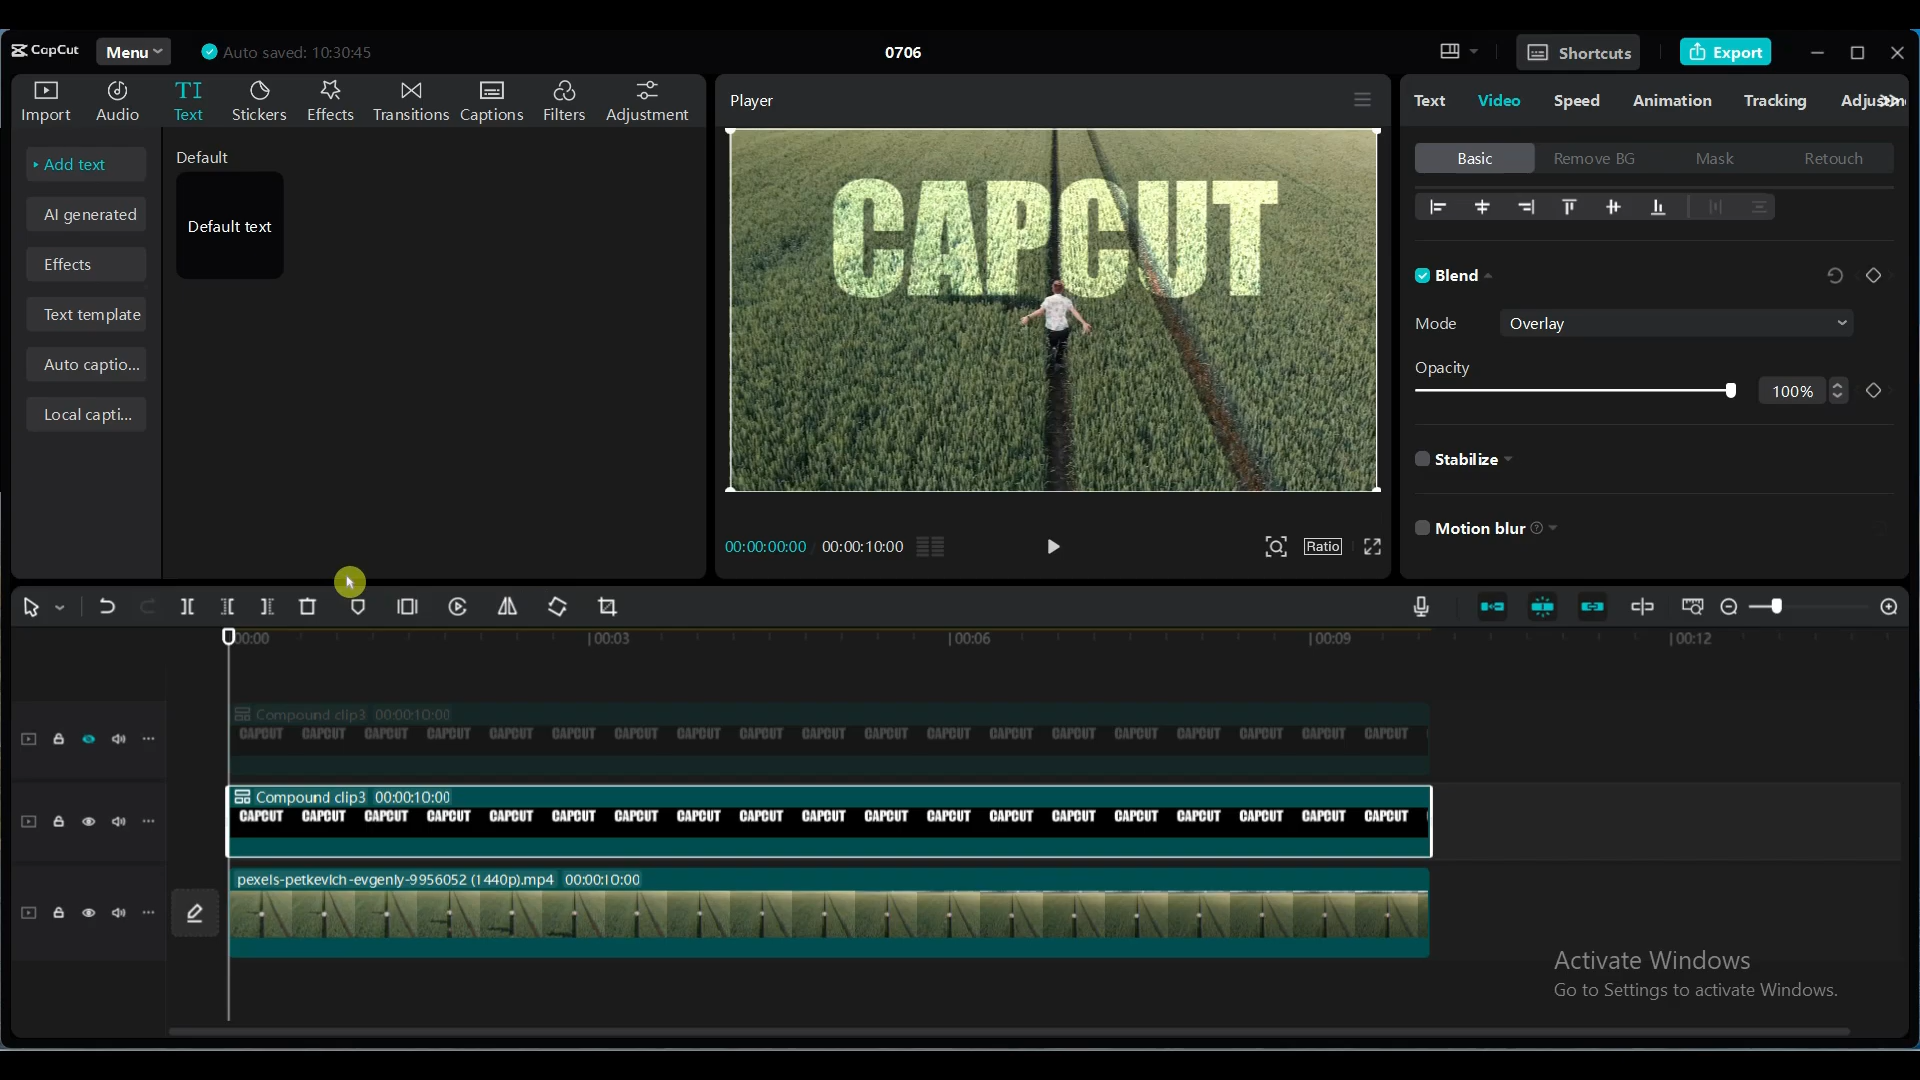 CapCut
Menu
Auto saved: 10:30:45
0706
Shortcuts
Export
Import
Audio
TI
Text
Stickers
Effects
Transitions
Captions
Filters
Adjustment
Player
Text
Video
Speed
Animation
Tracking
Add text
AI generated
Effects
Text template
Auto captio...
Local capti...
Default
Default text
CAPCUT
Basic
Remove BG
Mask
Retouch
Blend
Mode
Overlay
Opacity
100%
Stabilize
Motion blur
00:00:00:00
00:00:10:00
Ratio
00:00
00:03
00:06
00:09
00:12
Compound clip3 00:00:10:00
CAPCUT CAPCUT CAPCUT CAPCUT CAPCUT CAPCUT CAPCUT CAPCUT CAPCUT CAPCUT CAPCUT CAPCUT CAPCUT CAPCUT CAPCUT CAPCUT CAPCUT CAPCUT CAPCUT
Compound clip3 00:00:10:00
CAPCUT CAPCUT CAPCUT CAPCUT CAPCUT CAPCUT CAPCUT CAPCUT CAPCUT CAPCUT CAPCUT CAPCUT CAPCUT CAPCUT CAPCUT CAPCUT CAPCUT CAPCUT CAPCUT
pexels-petkevich-evgeniy-9956052 (1440p).mp4 00:00:10:00
Activate Windows
Go to Settings to activate Windows.